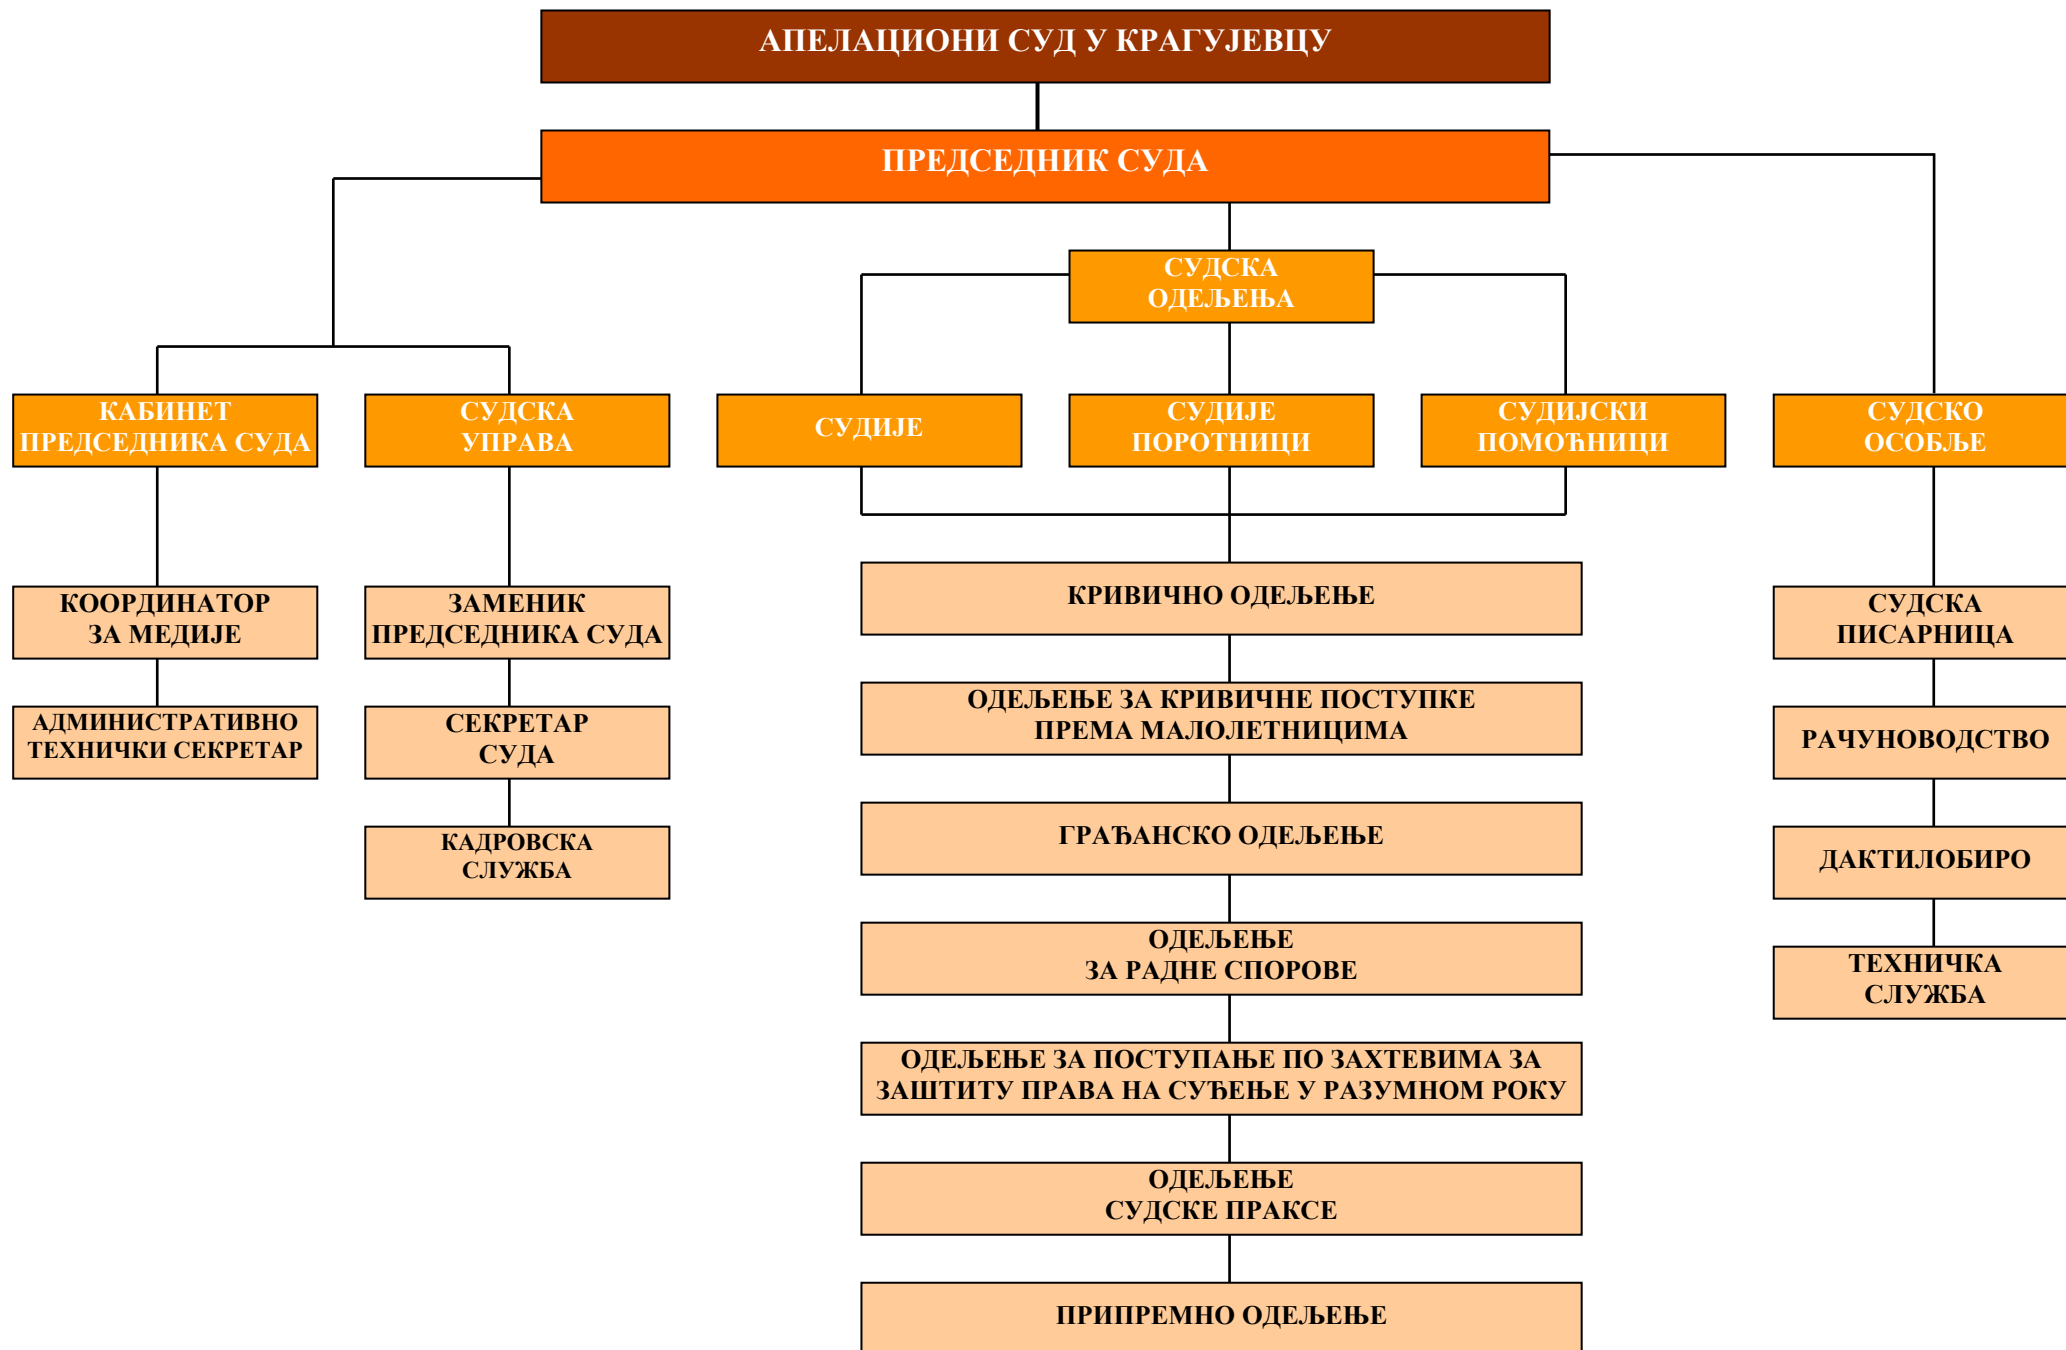 АПЕЛАЦИОНИ СУД У КРАГУЈЕВЦУ
ПРЕДСЕДНИК СУДА
СУДСКА
ОДЕЉЕЊА
КАБИНЕТ
ПРЕДСЕДНИКА СУДА
СУДСКА
УПРАВА
СУДИЈЕ
СУДИЈЕ
ПОРОТНИЦИ
СУДИЈСКИ
ПОМОЋНИЦИ
СУДСКО
ОСОБЉЕ
КООРДИНАТОР
ЗА МЕДИЈЕ
АДМИНИСТРАТИВНО
ТЕХНИЧКИ СЕКРЕТАР
ЗАМЕНИК
ПРЕДСЕДНИКА СУДА
СЕКРЕТАР
СУДА
КАДРОВСКА
СЛУЖБА
КРИВИЧНО ОДЕЉЕЊЕ
ОДЕЉЕЊЕ ЗА КРИВИЧНЕ ПОСТУПКЕ
ПРЕМА МАЛОЛЕТНИЦИМА
ГРАЂАНСКО ОДЕЉЕЊЕ
ОДЕЉЕЊЕ
ЗА РАДНЕ СПОРОВЕ
ОДЕЉЕЊЕ ЗА ПОСТУПАЊЕ ПО ЗАХТЕВИМА ЗА
ЗАШТИТУ ПРАВА НА СУЂЕЊЕ У РАЗУМНОМ РОКУ
ОДЕЉЕЊЕ
СУДСКЕ ПРАКСЕ
ПРИПРЕМНО ОДЕЉЕЊЕ
СУДСКА
ПИСАРНИЦА
РАЧУНОВОДСТВО
ДАКТИЛОБИРО
ТЕХНИЧКА
СЛУЖБА